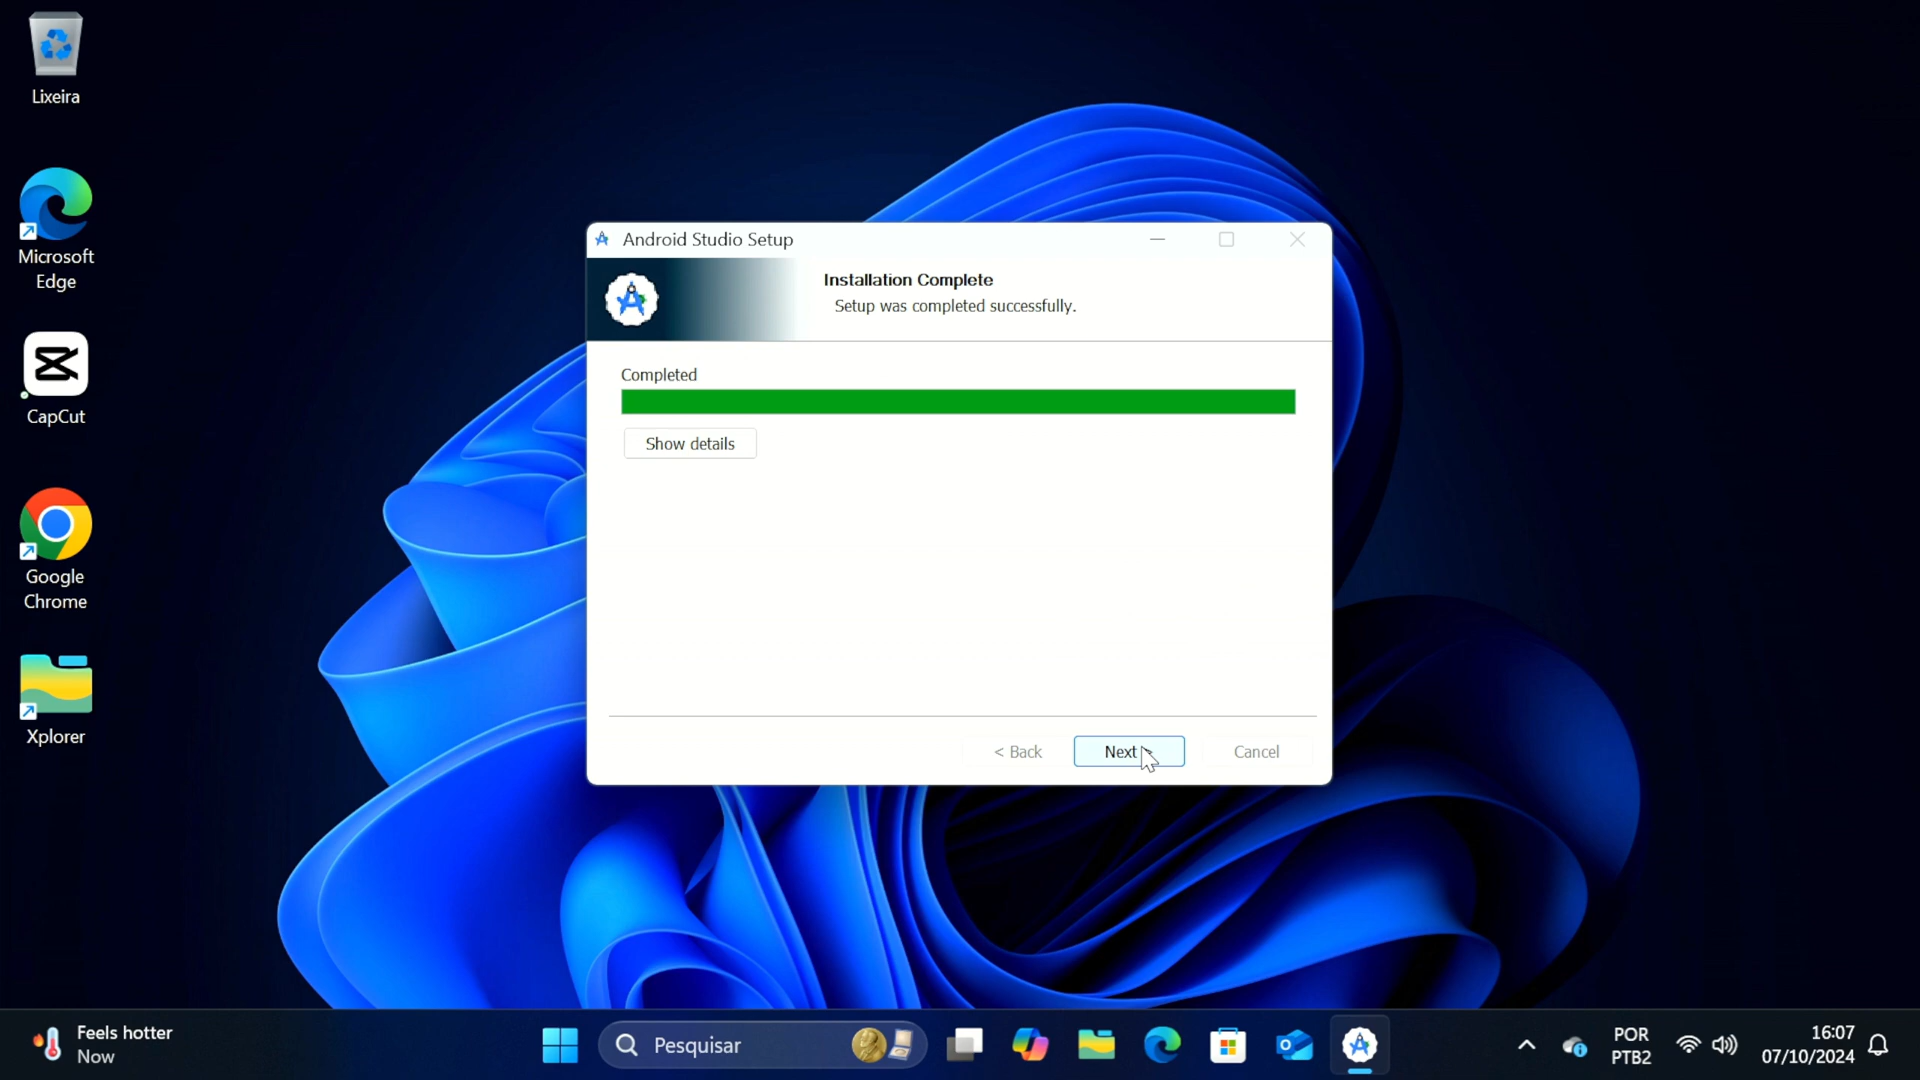 Lixeira
Microsoft
Edge
CapCut
Google
Chrome
Xplorer
Android Studio Setup
Installation Complete
Setup was completed successfully.
Completed
Show details
< Back
Next >
Cancel
Feels hotter
Now
Pesquisar
POR
PTB2
16:07
07/10/2024